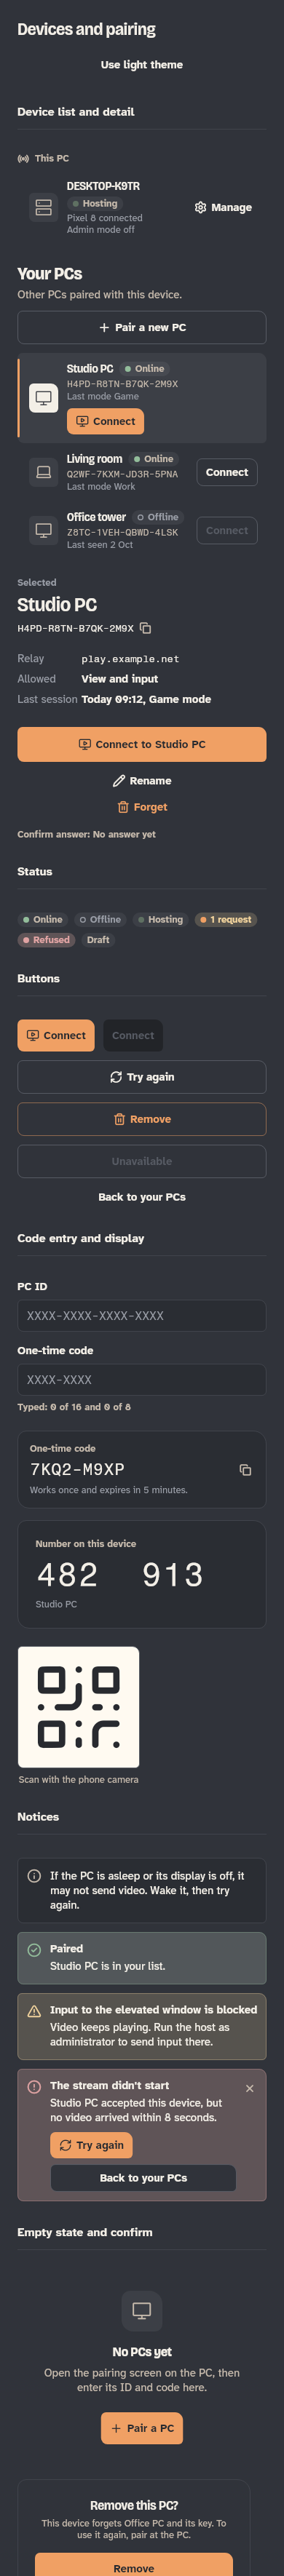 Devices and pairing
Use light theme
Device list and detail
This PC
DESKTOP-K9TR
Hosting
Pixel 8 connected
Admin mode off
Manage
Your PCs
Other PCs paired with this device.
Pair a new PC
Studio PC Online
H4PD-R8TN-B7QK-2M9X
Last mode Game
Connect
Living room Online
Q2WF-7KXM-JD3R-5PNA
Last mode Work
Connect
Office tower Offline
Z8TC-1VEH-QBWD-4LSK
Last seen 2 Oct
Connect
Selected
Studio PC
H4PD-R8TN-B7QK-2M9X
Relay play.example.net
Allowed View and input
Last session Today 09:12, Game mode
Connect to Studio PC
Rename
Forget
Confirm answer: No answer yet
Status
Online Offline Hosting 1 request
Refused Draft
Buttons
Connect Connect
Try again
Remove
Unavailable
Back to your PCs
Code entry and display
PC ID
XXXX-XXXX-XXXX-XXXX
One-time code
XXXX-XXXX
Typed: 0 of 16 and 0 of 8
One-time code
7KQ2-M9XP
Works once and expires in 5 minutes.
Number on this device
482 913
Studio PC
Scan with the phone camera
Notices
If the PC is asleep or its display is off, it
may not send video. Wake it, then try
again.
Paired
Studio PC is in your list.
Input to the elevated window is blocked
Video keeps playing. Run the host as
administrator to send input there.
The stream didn't start
Studio PC accepted this device, but
no video arrived within 8 seconds.
Try again
Back to your PCs
Empty state and confirm
No PCs yet
Open the pairing screen on the PC, then
enter its ID and code here.
Pair a PC
Remove this PC?
This device forgets Office PC and its key. To
use it again, pair at the PC.
Remove